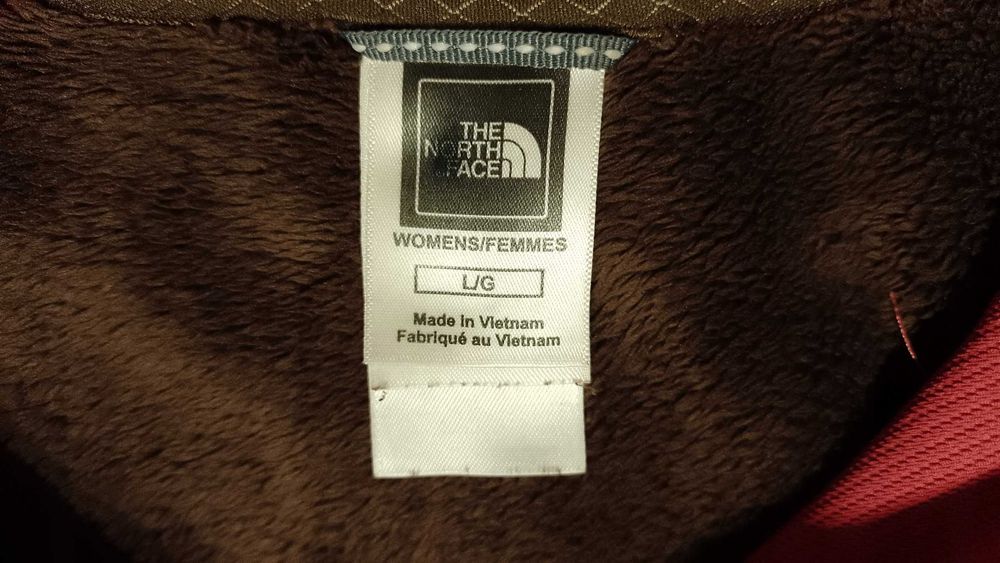 THE
NORTH
FACE
WOMENS/FEMMES
L/G
Made in Vietnam
Fabriqué au Vietnam